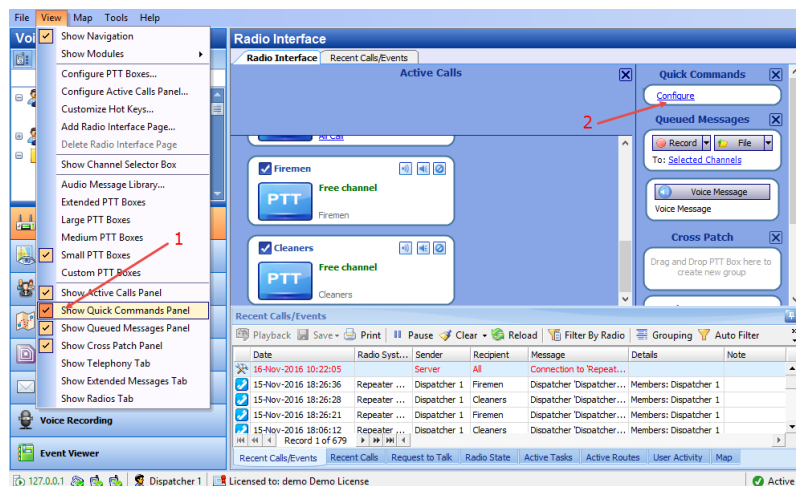 File View Map Tools Help
Voi
Show Navigation
Show Modules
Configure PTT Boxes...
Configure Active Calls Panel...
Customize Hot Keys...
Add Radio Interface Page...
Delete Radio Interface Page
Show Channel Selector Box
Audio Message Library...
Extended PTT Boxes
Large PTT Boxes
Medium PTT Boxes
1
Small PTT Boxes
Custom PTT Boxes
Show Active Calls Panel
Show Quick Commands Panel
Show Queued Messages Panel
Show Cross Patch Panel
Show Telephony Tab
Show Extended Messages Tab
Show Radios Tab
Voice Recording
Event Viewer
Radio Interface
Radio Interface Recent Calls/Events
Active Calls
All Call
Firemen
PTT
Free channel
Firemen
Cleaners
PTT
Free channel
Cleaners
Quick Commands
Configure
2
Queued Messages
Record File
To: Selected Channels
Voice Message
Voice Message
Cross Patch
Drag and Drop PTT Box here to
create new group
Recent Calls/Events
Playback Save Print Pause Clear Reload Filter By Radio Grouping Auto Filter
Date Radio Syst... Sender Recipient Message Details Note
16-Nov-2016 10:22:05 Server All Connection to 'Repeat...
15-Nov-2016 18:26:36 Repeater ... Dispatcher 1 Firemen Dispatcher 'Dispatcher... Members: Dispatcher 1
15-Nov-2016 18:26:28 Repeater ... Dispatcher 1 Cleaners Dispatcher 'Dispatcher... Members: Dispatcher 1
15-Nov-2016 18:26:21 Repeater ... Dispatcher 1 Firemen Dispatcher 'Dispatcher... Members: Dispatcher 1
15-Nov-2016 18:06:12 Repeater ... Dispatcher 1 Cleaners Dispatcher 'Dispatcher... Members: Dispatcher 1
Record 1 of 679
Recent Calls/Events Recent Calls Request to Talk Radio State Active Tasks Active Routes User Activity Map
127.0.0.1 Dispatcher 1 Licensed to: demo Demo License Active